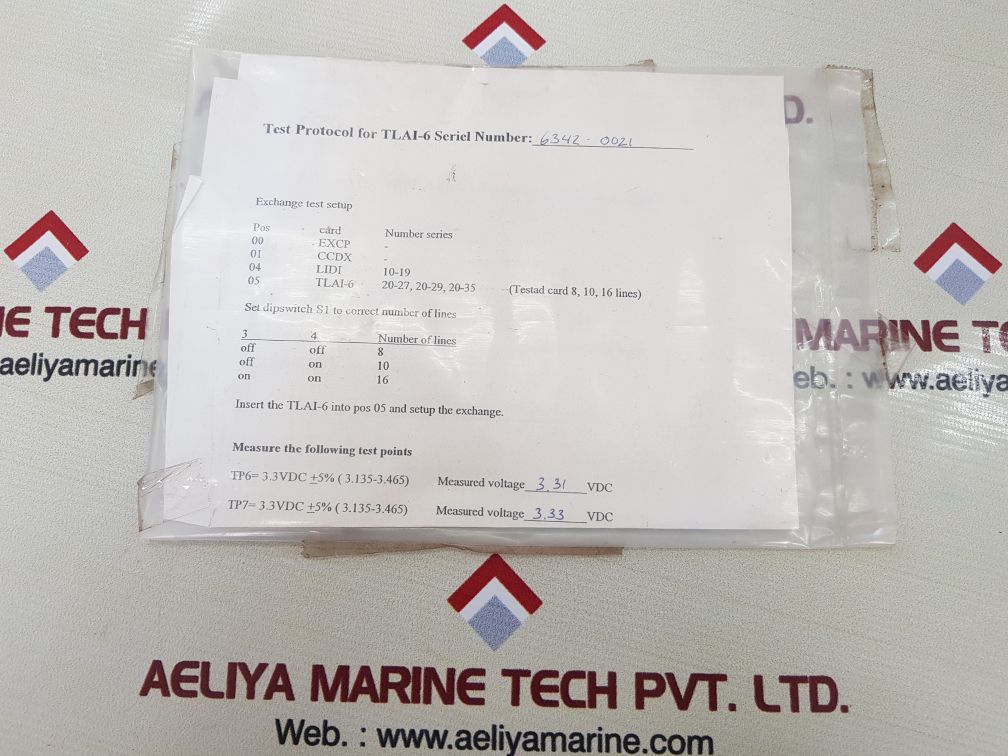 D.
Test Protocol for TLAI-6 Seriel Number: 6342-0021
Exchange test setup
Pos card Number series
00 EXCP -
01 CCDX -
04 LIDI 10-19
05 TLAI-6 20-27, 20-29, 20-35 (Testad card 8, 10, 16 lines)
Set dipswitch S1 to correct number of lines
3 4 Number of lines
off off 8
off on 10
on on 16
Insert the TLAI-6 into pos 05 and setup the exchange.
Measure the following test points
TP6= 3.3VDC ±5% ( 3.135-3.465) Measured voltage 3.31 VDC
TP7= 3.3VDC ±5% ( 3.135-3.465) Measured voltage 3.33 VDC
NE TECH
aeliyamarine
MARINE T
eb. : www.aeliya
AELIYA MARINE TECH PVT. LTD.
Web. : www.aeliyamarine.com